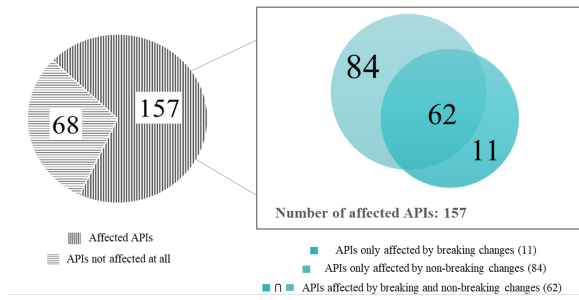 84
157
62
68
11
Number of affected APIs: 157
Affected APIs
APIs not affected at all
APIs only affected by breaking changes (11)
APIs only affected by non-breaking changes (84)
∩ APIs affected by breaking and non-breaking changes (62)